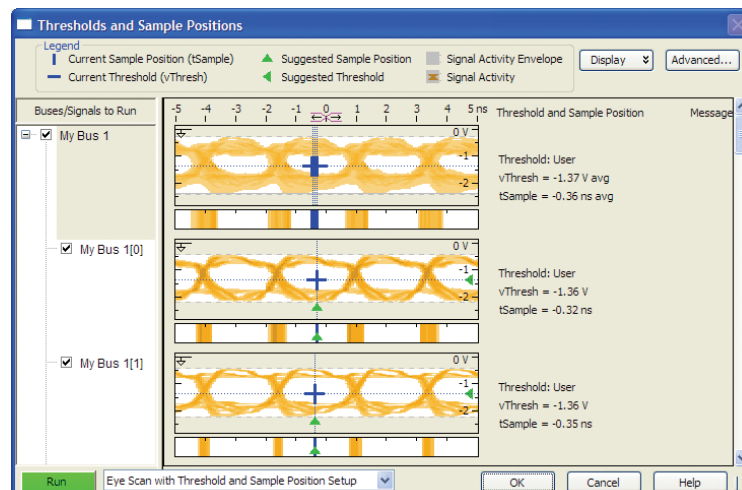 Thresholds and Sample Positions
Legend
Current Sample Position (tSample)
Suggested Sample Position
Signal Activity Envelope
Current Threshold (vThresh)
Suggested Threshold
Signal Activity
Display
Advanced...
Buses/Signals to Run
-5 -4 -3 -2 -1 0 1 2 3 4 5 ns
Threshold and Sample Position
Message
My Bus 1
0 V
-1
-2
Threshold: User
vThresh = -1.37 V avg
tSample = -0.36 ns avg
My Bus 1[0]
0 V
-1
-2
Threshold: User
vThresh = -1.36 V
tSample = -0.32 ns
My Bus 1[1]
0 V
-1
-2
Threshold: User
vThresh = -1.36 V
tSample = -0.35 ns
Run
Eye Scan with Threshold and Sample Position Setup
OK
Cancel
Help